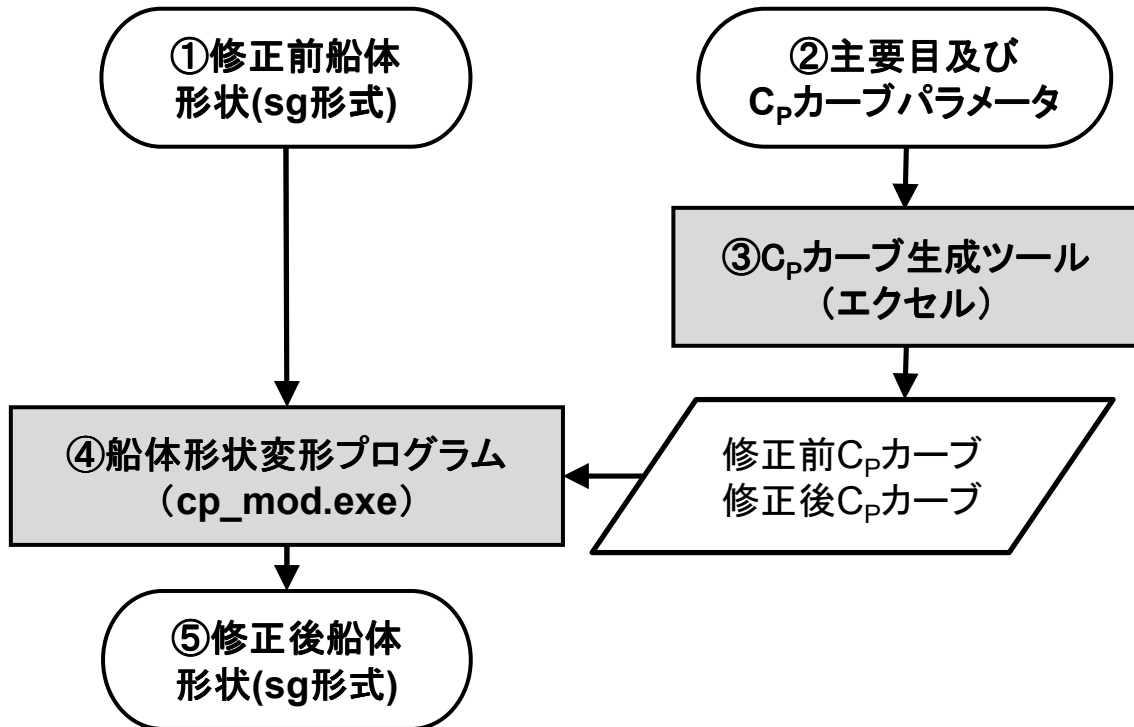 ①修正前船体
形状(sg形式)
②主要目及び
CPカーブパラメータ
③CPカーブ生成ツール
（エクセル）
④船体形状変形プログラム
（cp_mod.exe）
修正前CPカーブ
修正後CPカーブ
⑤修正後船体
形状(sg形式)